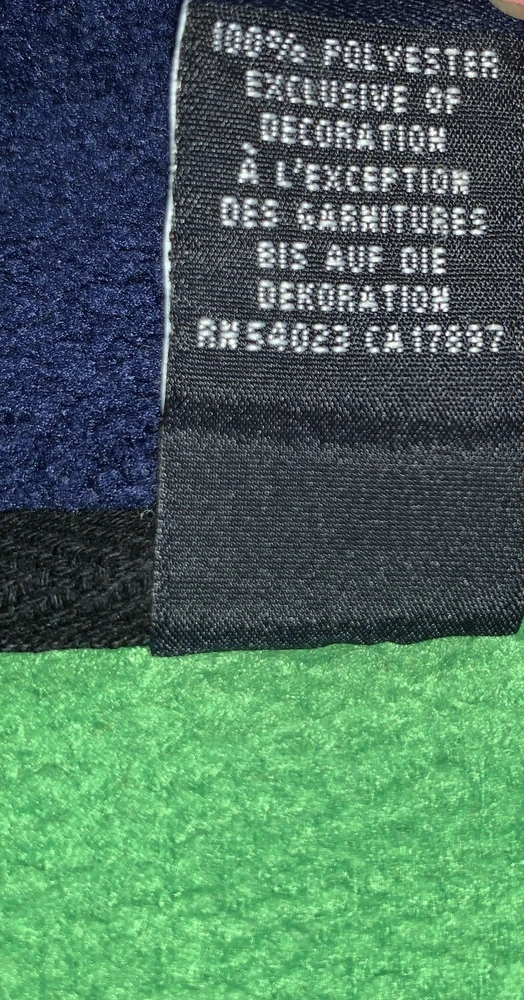 100% POLYESTER
EXCLUSIVE OF
DECORATION
À L'EXCEPTION
DES GARNITURES
BIS AUF DIE
DEKORATION
RN54023 CA17897